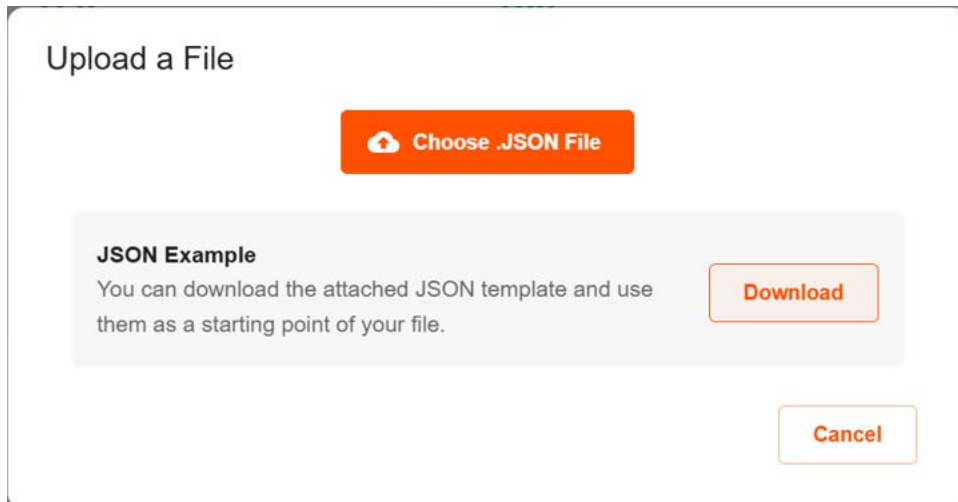 Upload a File
Choose .JSON File
JSON Example
You can download the attached JSON template and use
them as a starting point of your file.
Download
Cancel